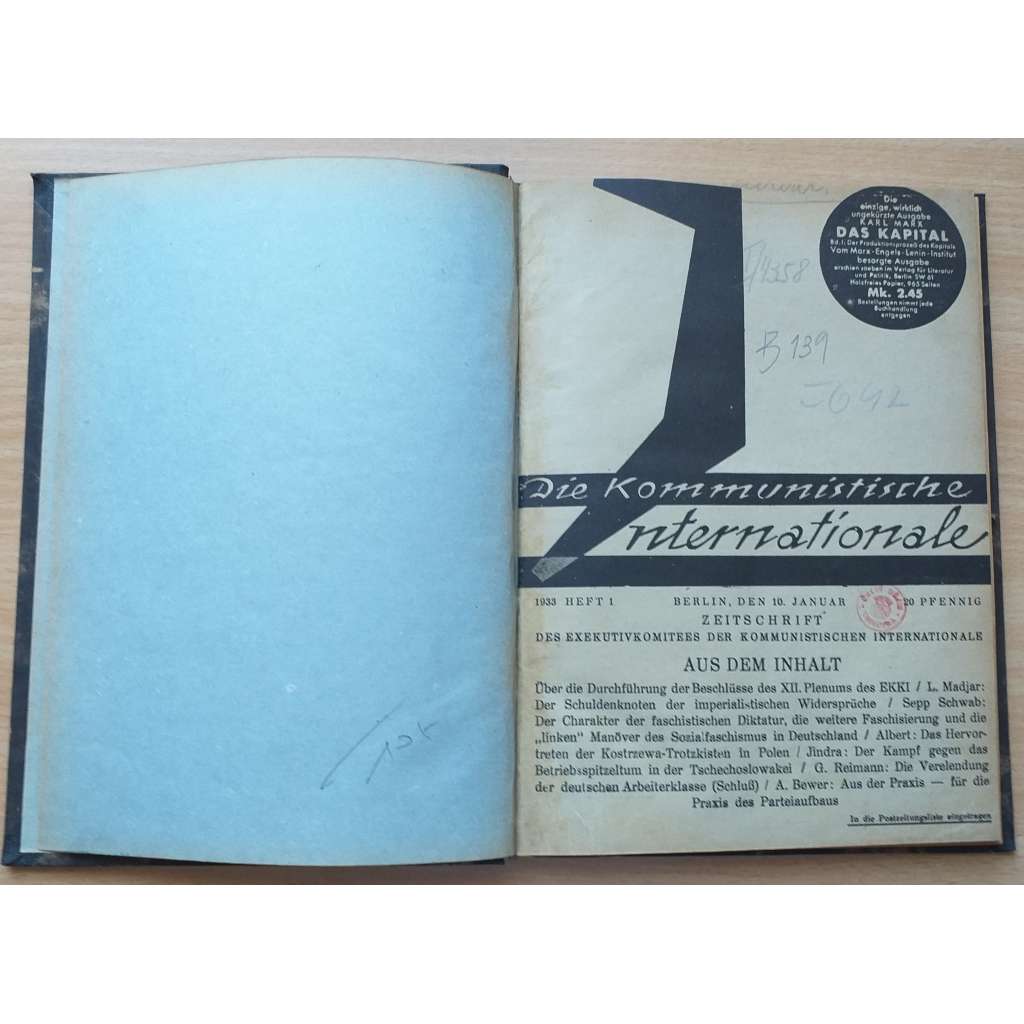 Die
einzige, wirklich
ungekürzte Ausgabe
KARL MARX
DAS KAPITAL
Bd. I. Der Produktionsprozeß des Kapitals
Vom Marx-Engels-Lenin-Institut
besorgte Ausgabe
erschien soeben im Verlag für Literatur
und Politik, Berlin SW 61
Holzfreies Papier, 965 Seiten
Mk. 2.45
Bestellungen nimmt jede
Buchhandlung
entgegen
B 139
Die Kommunistische
Internationale
1933 HEFT 1 BERLIN, DEN 10. JANUAR 20 PFENNIG
ZEITSCHRIFT
DES EXEKUTIVKOMITEES DER KOMMUNISTISCHEN INTERNATIONALE
AUS DEM INHALT
Über die Durchführung der Beschlüsse des XII. Plenums des EKKI / L. Madjar:
Der Schuldenknoten der imperialistischen Widersprüche / Sepp Schwab:
Der Charakter der faschistischen Diktatur, die weitere Faschisierung und die
„linken" Manöver des Sozialfaschismus in Deutschland / Albert: Das Hervor-
treten der Kostrzewa-Trotzkisten in Polen / Jindra: Der Kampf gegen das
Betriebsspitzeltum in der Tschechoslowakei / G. Reimann: Die Verelendung
der deutschen Arbeiterklasse (Schluß) / A. Bewer: Aus der Praxis — für die
Praxis des Parteiaufbaus
In die Postzeitungsliste eingetragen